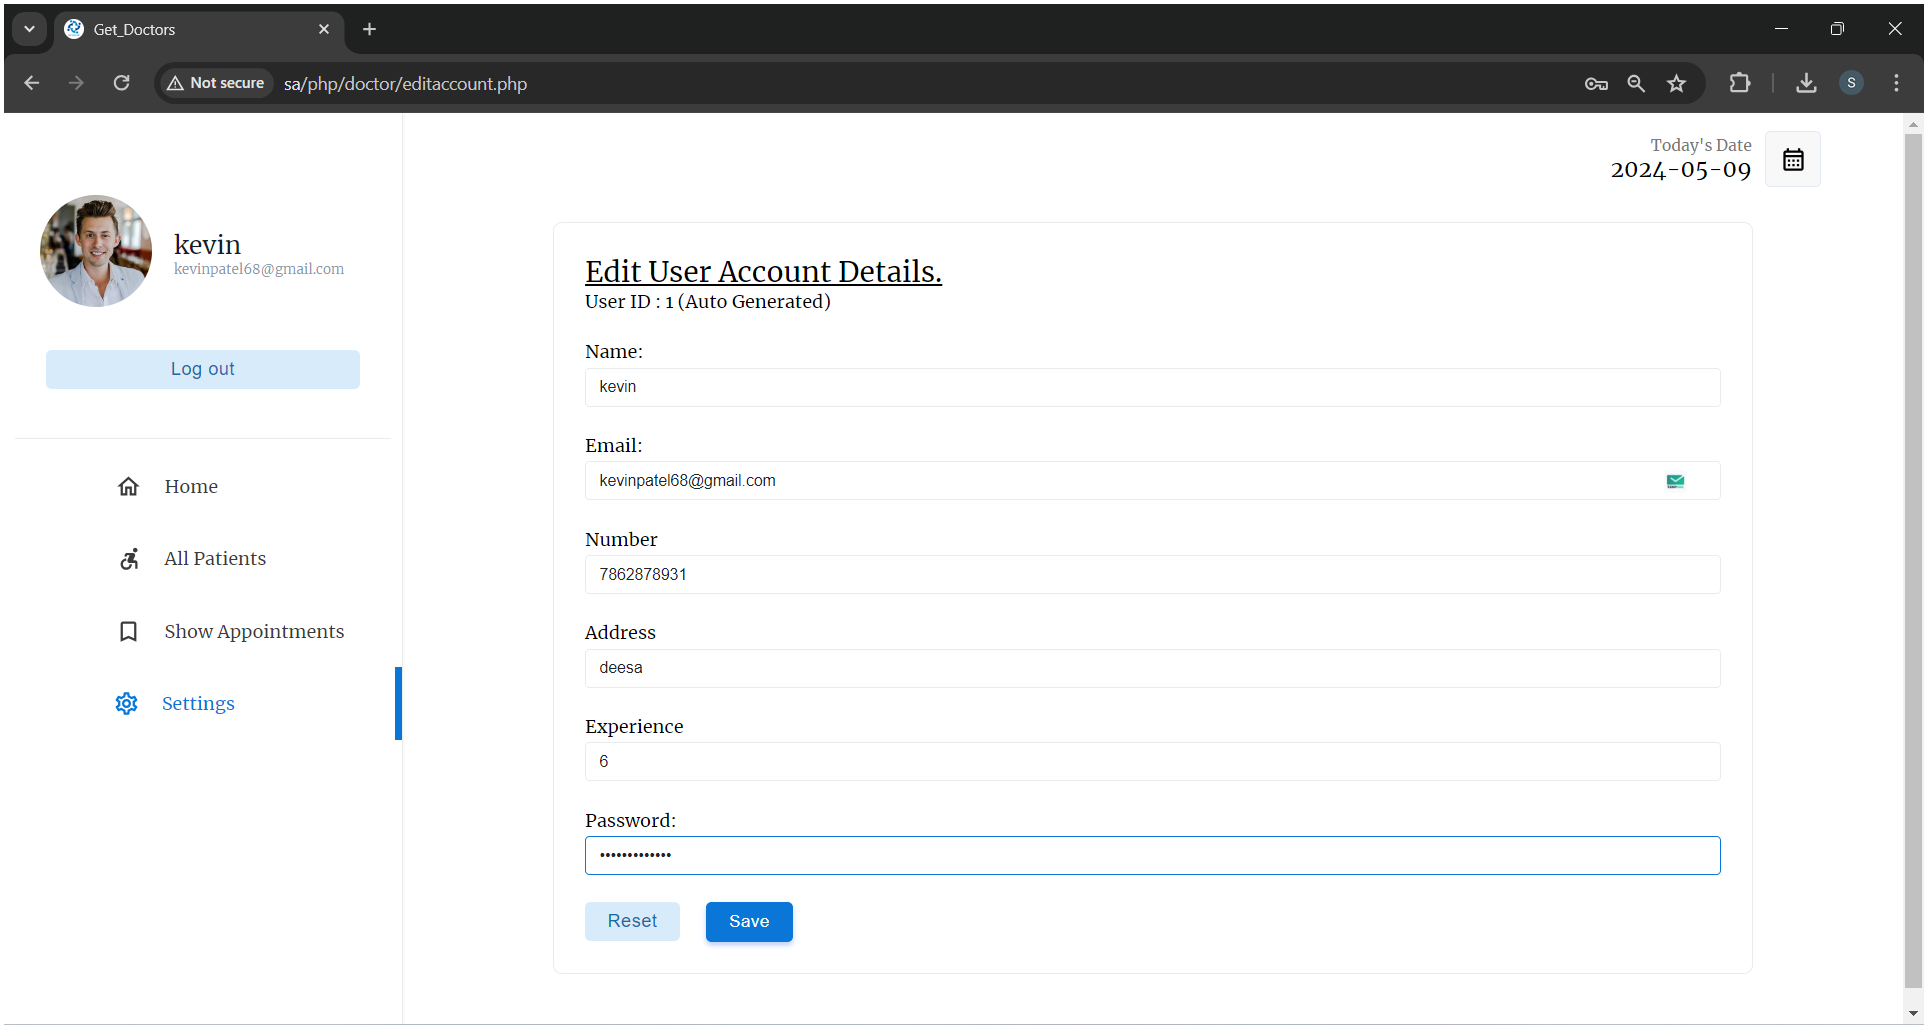 Get_Doctors
Not secure
sa/php/doctor/editaccount.php
S
Today's Date
2024-05-09
kevin
kevinpatel68@gmail.com
Log out
Home
All Patients
Show Appointments
Settings
Edit User Account Details.
User ID : 1 (Auto Generated)
Name:
kevin
Email:
kevinpatel68@gmail.com
Number
7862878931
Address
deesa
Experience
6
Password:
•••••••••••••
Reset
Save